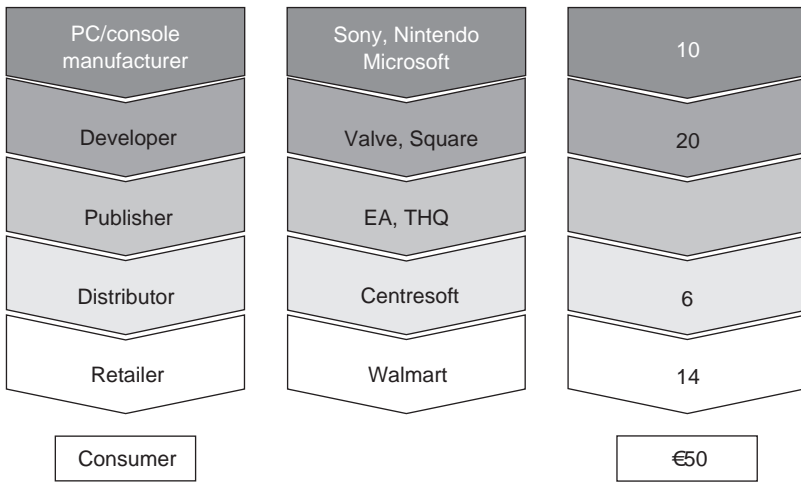 PC/console
manufacturer
Sony, Nintendo
Microsoft
10
Developer
Valve, Square
20
Publisher
EA, THQ
Distributor
Centresoft
6
Retailer
Walmart
14
Consumer
€50